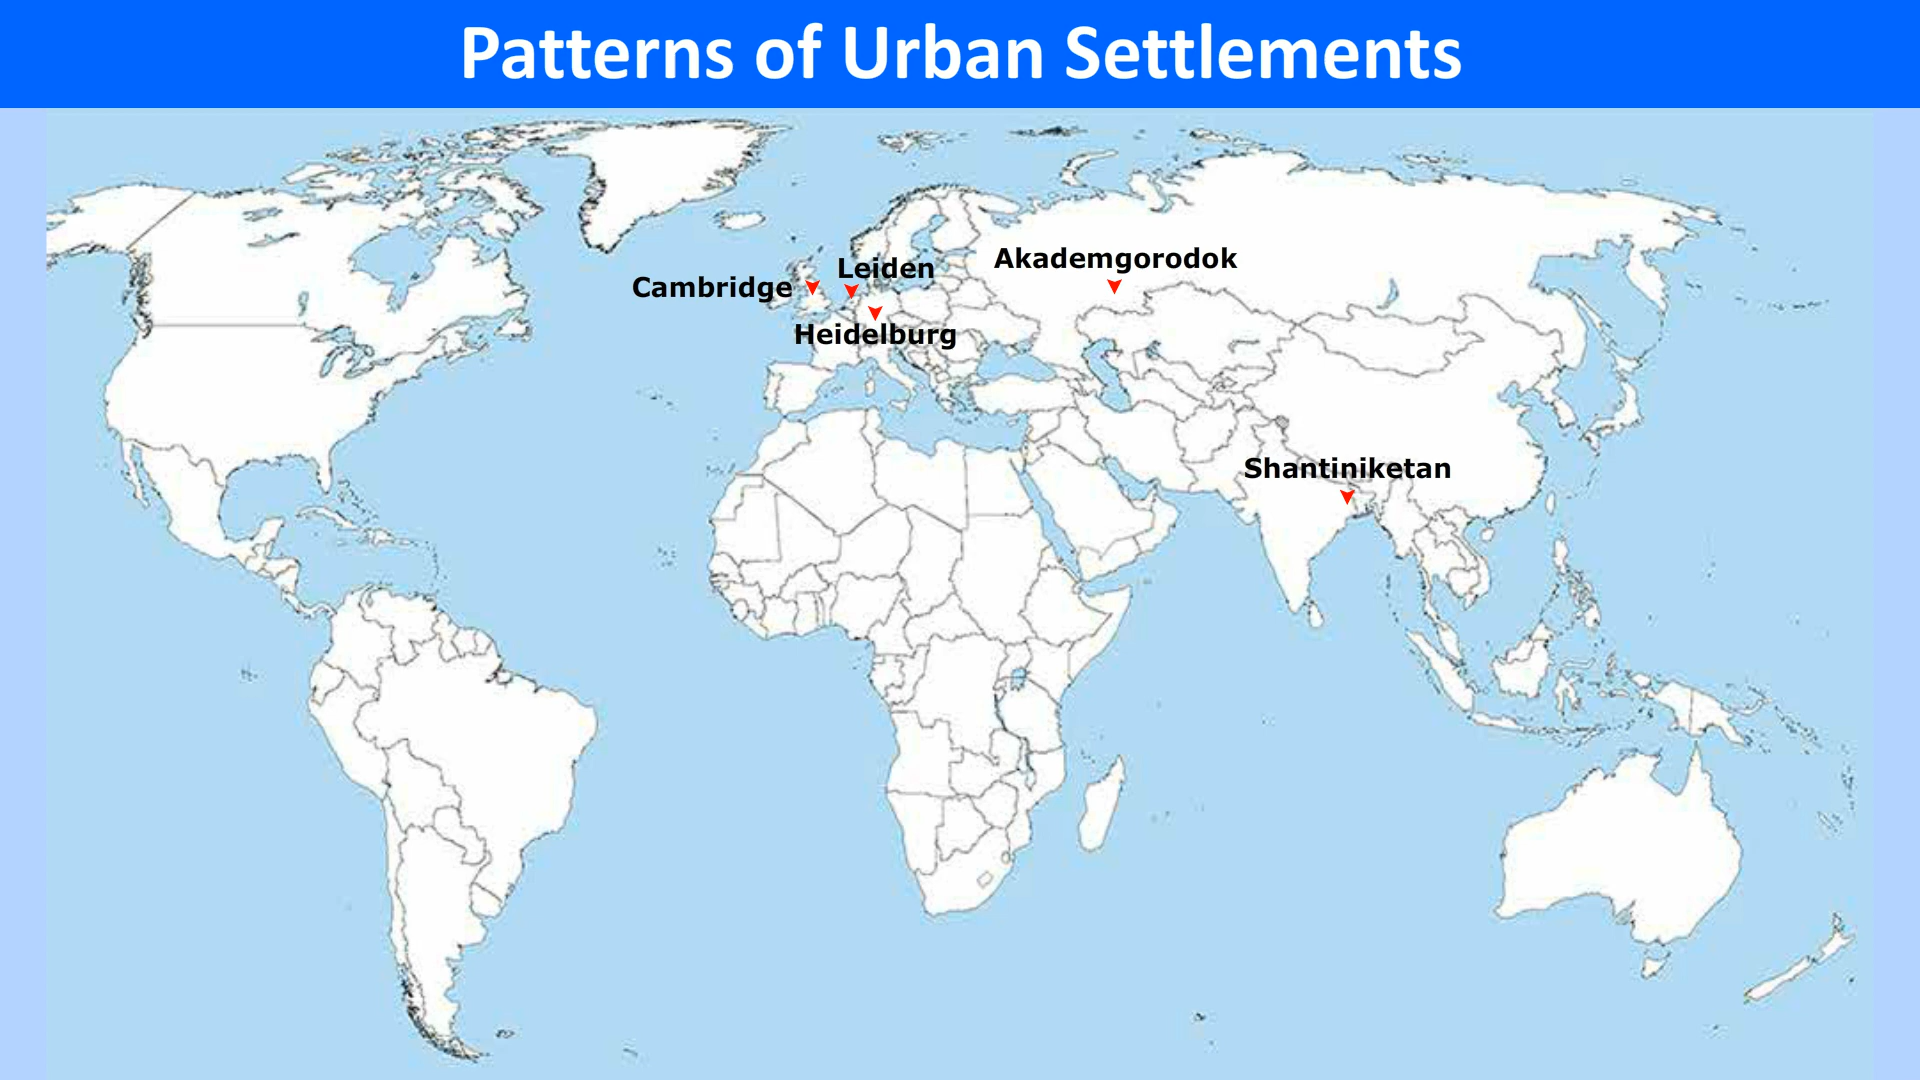 Patterns of Urban Settlements
Akademgorodok
Leiden
Cambridge
Heidelburg
Shantiniketan